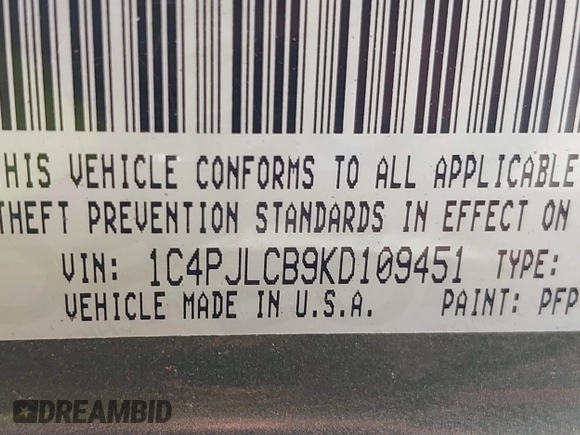 THIS VEHICLE CONFORMS TO ALL APPLICABLE
THEFT PREVENTION STANDARDS IN EFFECT ON
VIN: 1C4PJLCB9KD109451 TYPE:
VEHICLE MADE IN U.S.A. PAINT: PFP
DREAMBID